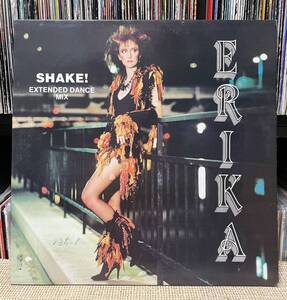 SHAKE!
EXTENDED DANCE
MIX
ERIKA